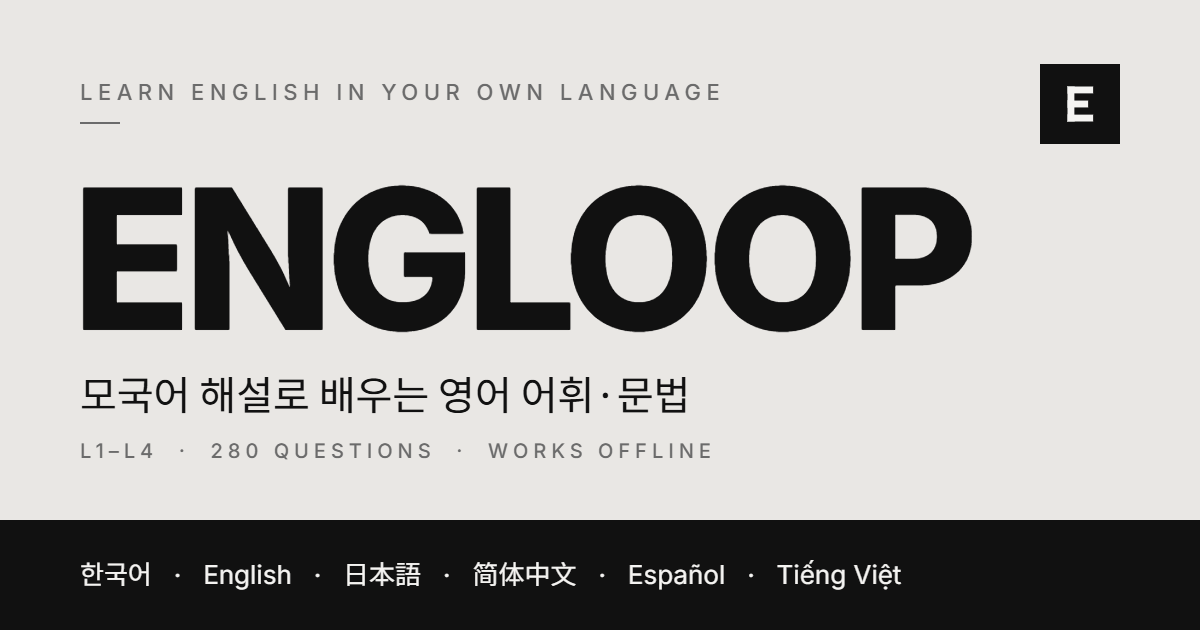 LEARN ENGLISH IN YOUR OWN LANGUAGE
E
ENGLOOP
모국어 해설로 배우는 영어 어휘·문법
L1–L4 · 280 QUESTIONS · WORKS OFFLINE
한국어 · English · 日本語 · 简体中文 · Español · Tiếng Việt